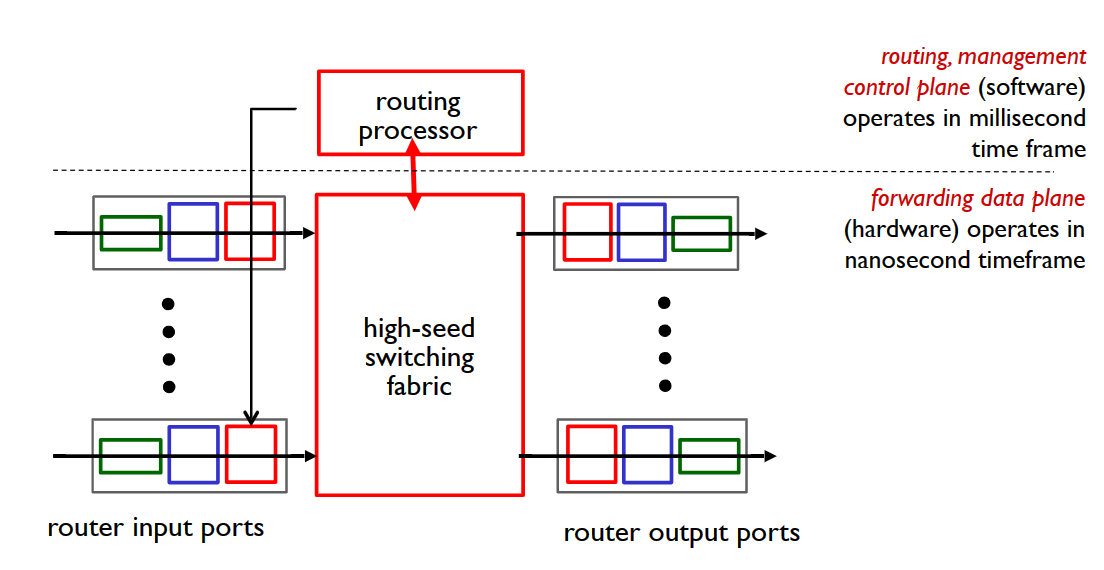 routing, management
control plane (software)
operates in millisecond
time frame
routing
processor
forwarding data plane
(hardware) operates in
nanosecond timeframe
high-seed
switching
fabric
router input ports
router output ports